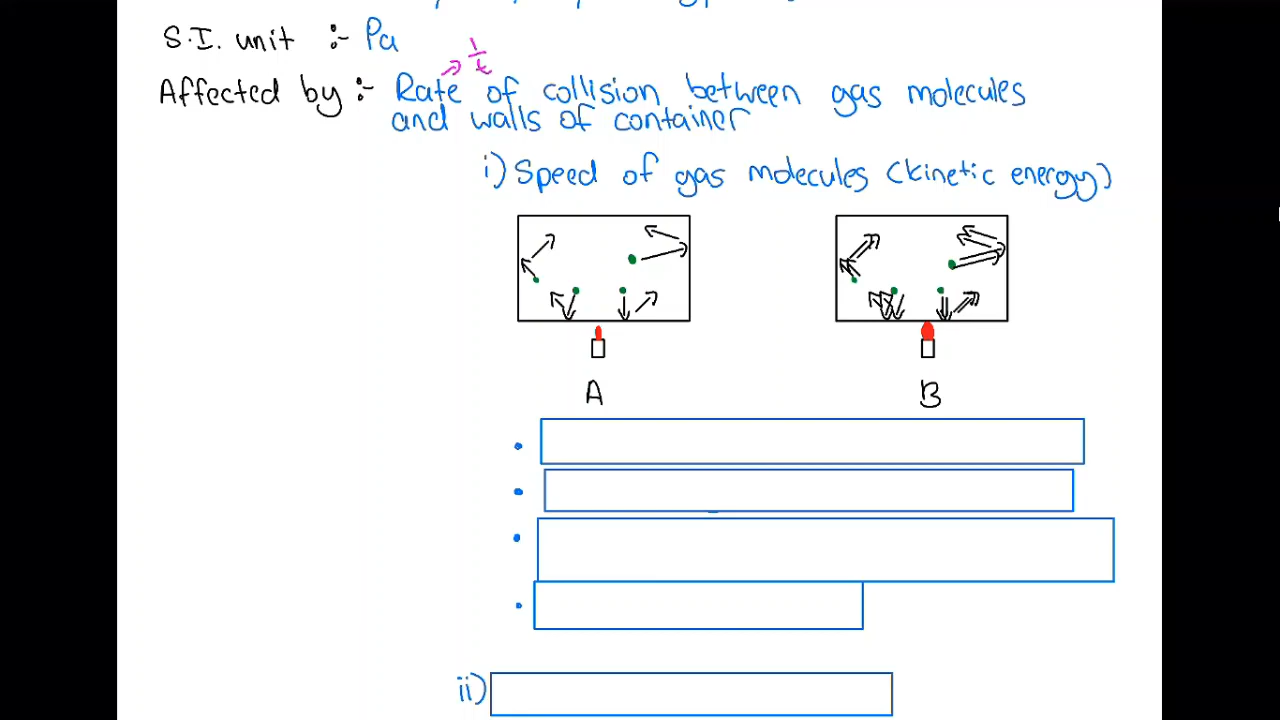 S.I. unit :- Pa
1/t
Affected by :- Rate of collision between gas molecules
and walls of container
i) Speed of gas molecules (kinetic energy)
A
B
ii)